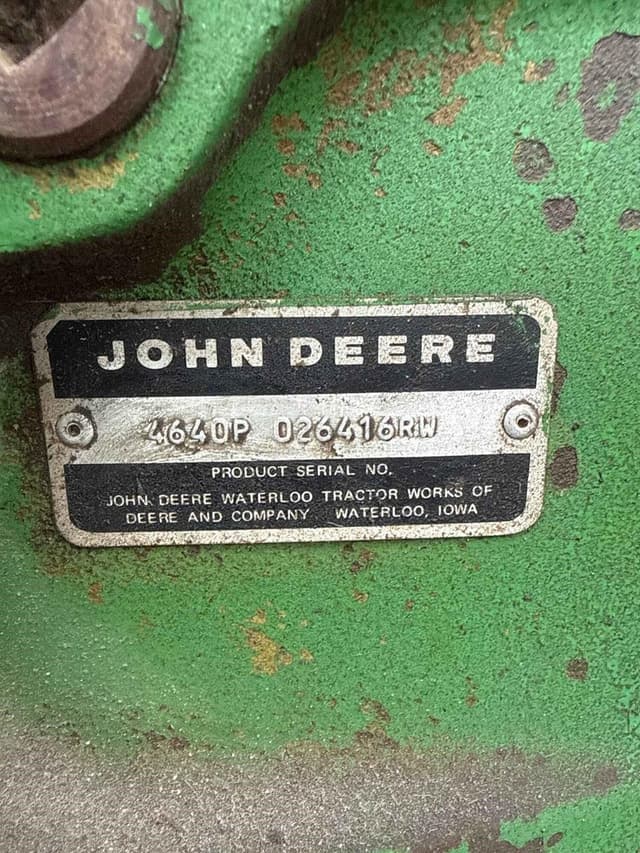 JOHN DEERE
4640P 026416RW
PRODUCT SERIAL NO.
JOHN DEERE WATERLOO TRACTOR WORKS OF
DEERE AND COMPANY WATERLOO, IOWA